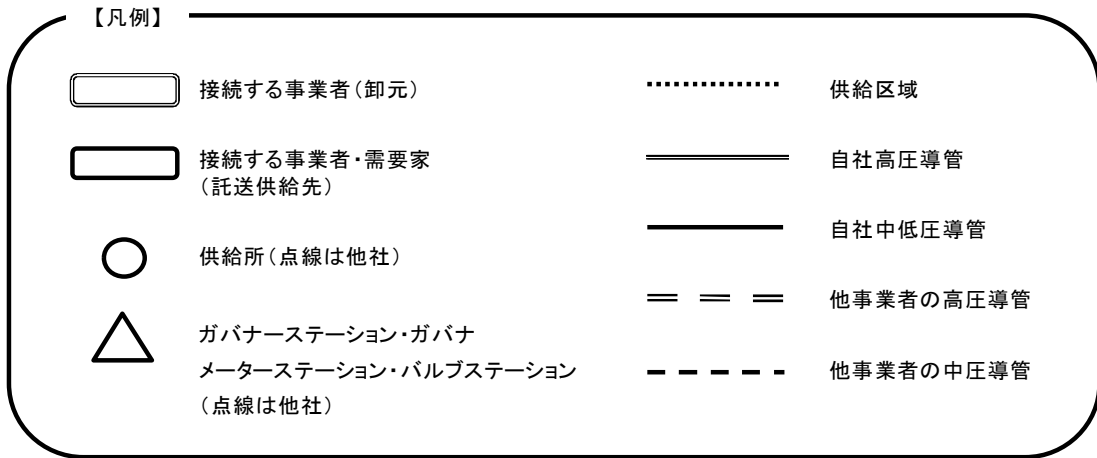 【凡例】
接続する事業者(卸元)
接続する事業者・需要家
(託送供給先)
供給所(点線は他社)
ガバナーステーション・ガバナ
メーターステーション・バルブステーション
(点線は他社)
供給区域
自社高圧導管
自社中低圧導管
他事業者の高圧導管
他事業者の中圧導管